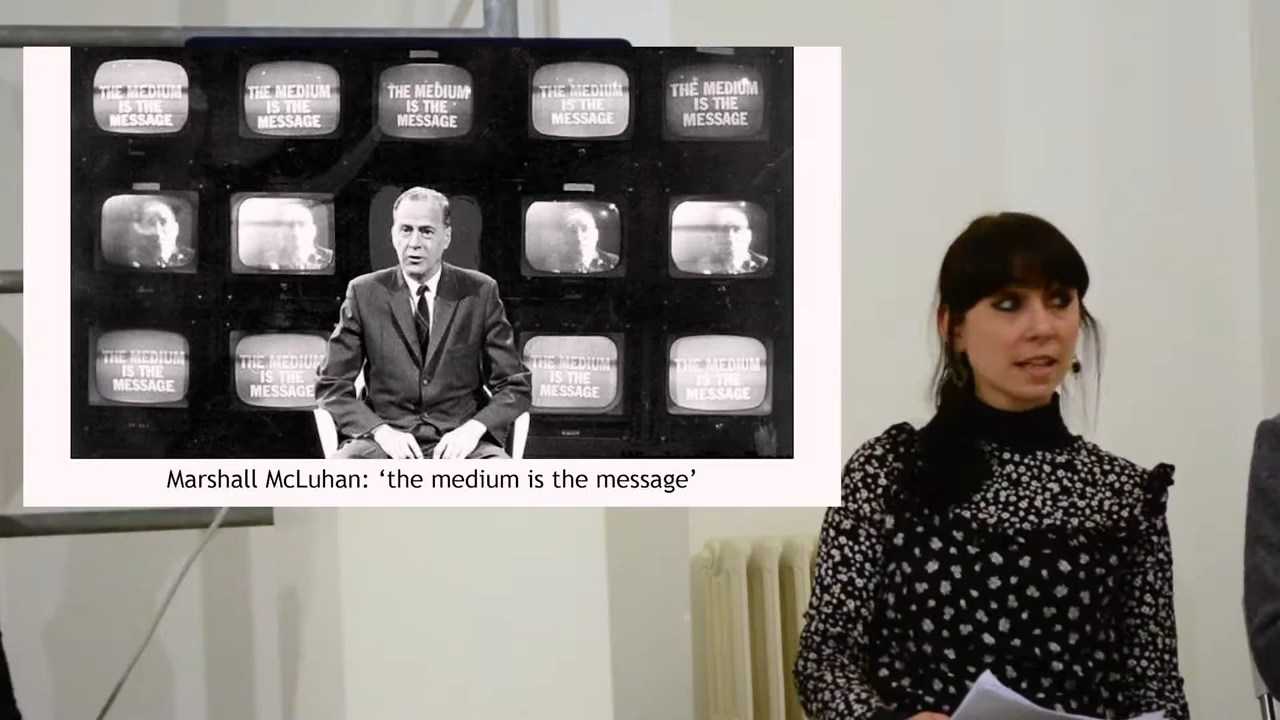 THE MEDIUM
IS THE
MESSAGE
THE MEDIUM
IS THE
MESSAGE
THE MEDIUM
IS THE
MESSAGE
THE MEDIUM
IS THE
MESSAGE
THE MEDIUM
IS THE
MESSAGE
THE MEDIUM
IS THE
MESSAGE
THE MEDIUM
IS THE
MESSAGE
THE MEDIUM
IS THE
MESSAGE
THE MEDIUM
IS THE
MESSAGE
Marshall McLuhan: ‘the medium is the message’